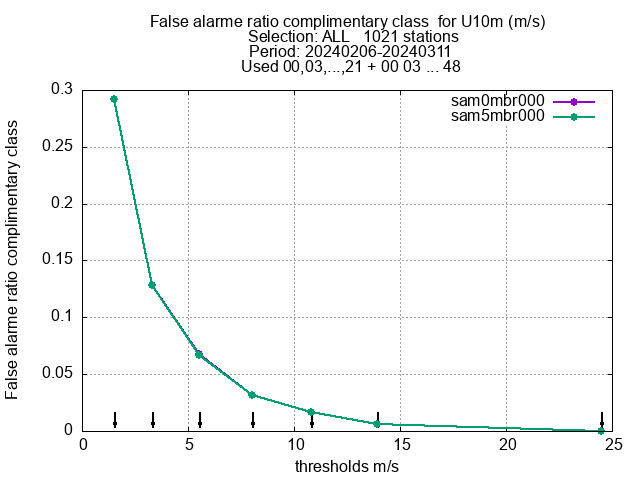 False alarme ratio complimentary class  for U10m (m/s)
Selection: ALL   1021 stations
Period: 20240206-20240311
Used 00,03,...,21 + 00 03 ... 48
sam0mbr000
sam5mbr000
False alarme ratio complimentary class
0.3
0.25
0.2
0.15
0.1
0.05
0
0 5 10 15 20 25
thresholds m/s